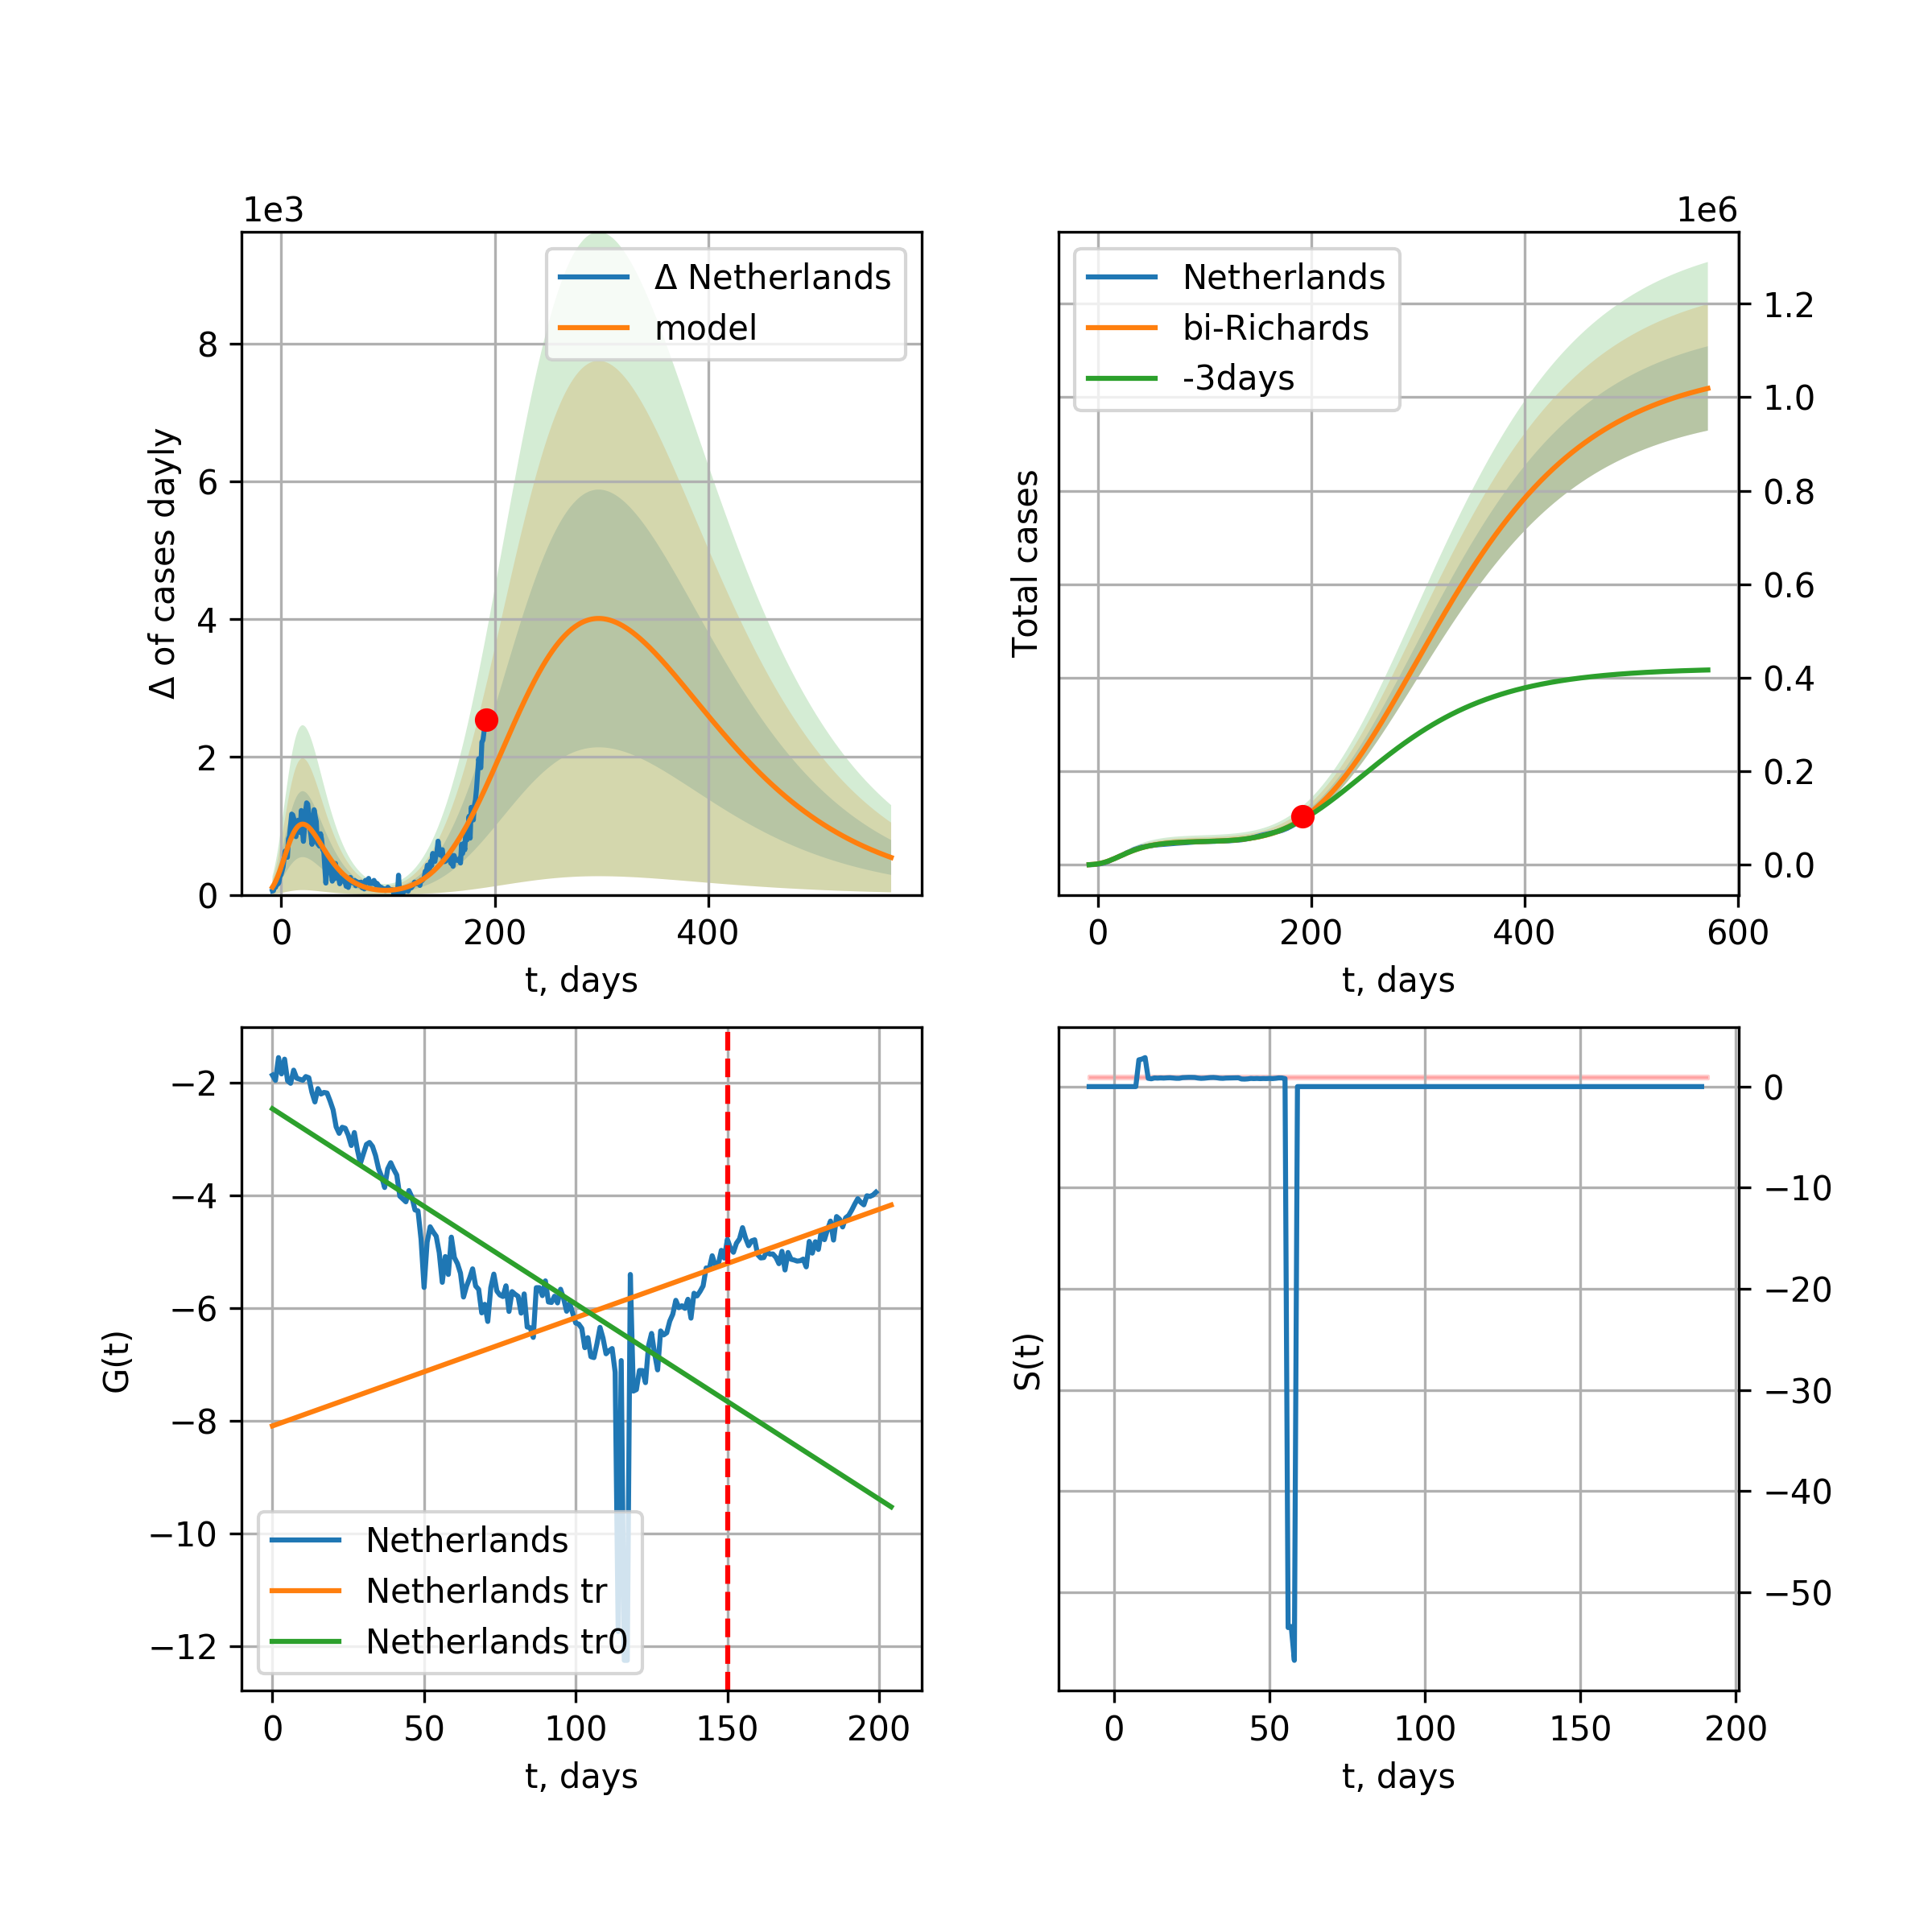 1e3
Δ of cases dayly
8
6
4
2
0
Δ Netherlands
model
0
200
400
t, days
1e6
Total cases
Netherlands
bi-Richards
-3days
1.2
1.0
0.8
0.6
0.4
0.2
0.0
0
200
400
600
t, days
G(t)
−2
−4
−6
−8
−10
−12
Netherlands
Netherlands tr
Netherlands tr0
0
50
100
150
200
t, days
S(t)
0
−10
−20
−30
−40
−50
0
50
100
150
200
t, days